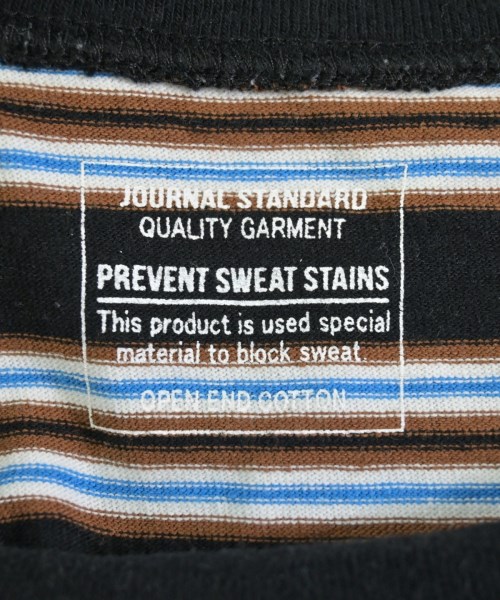 JOURNAL STANDARD
QUALITY GARMENT
PREVENT SWEAT STAINS
This product is used special
material to block sweat.
OPEN END COTTON